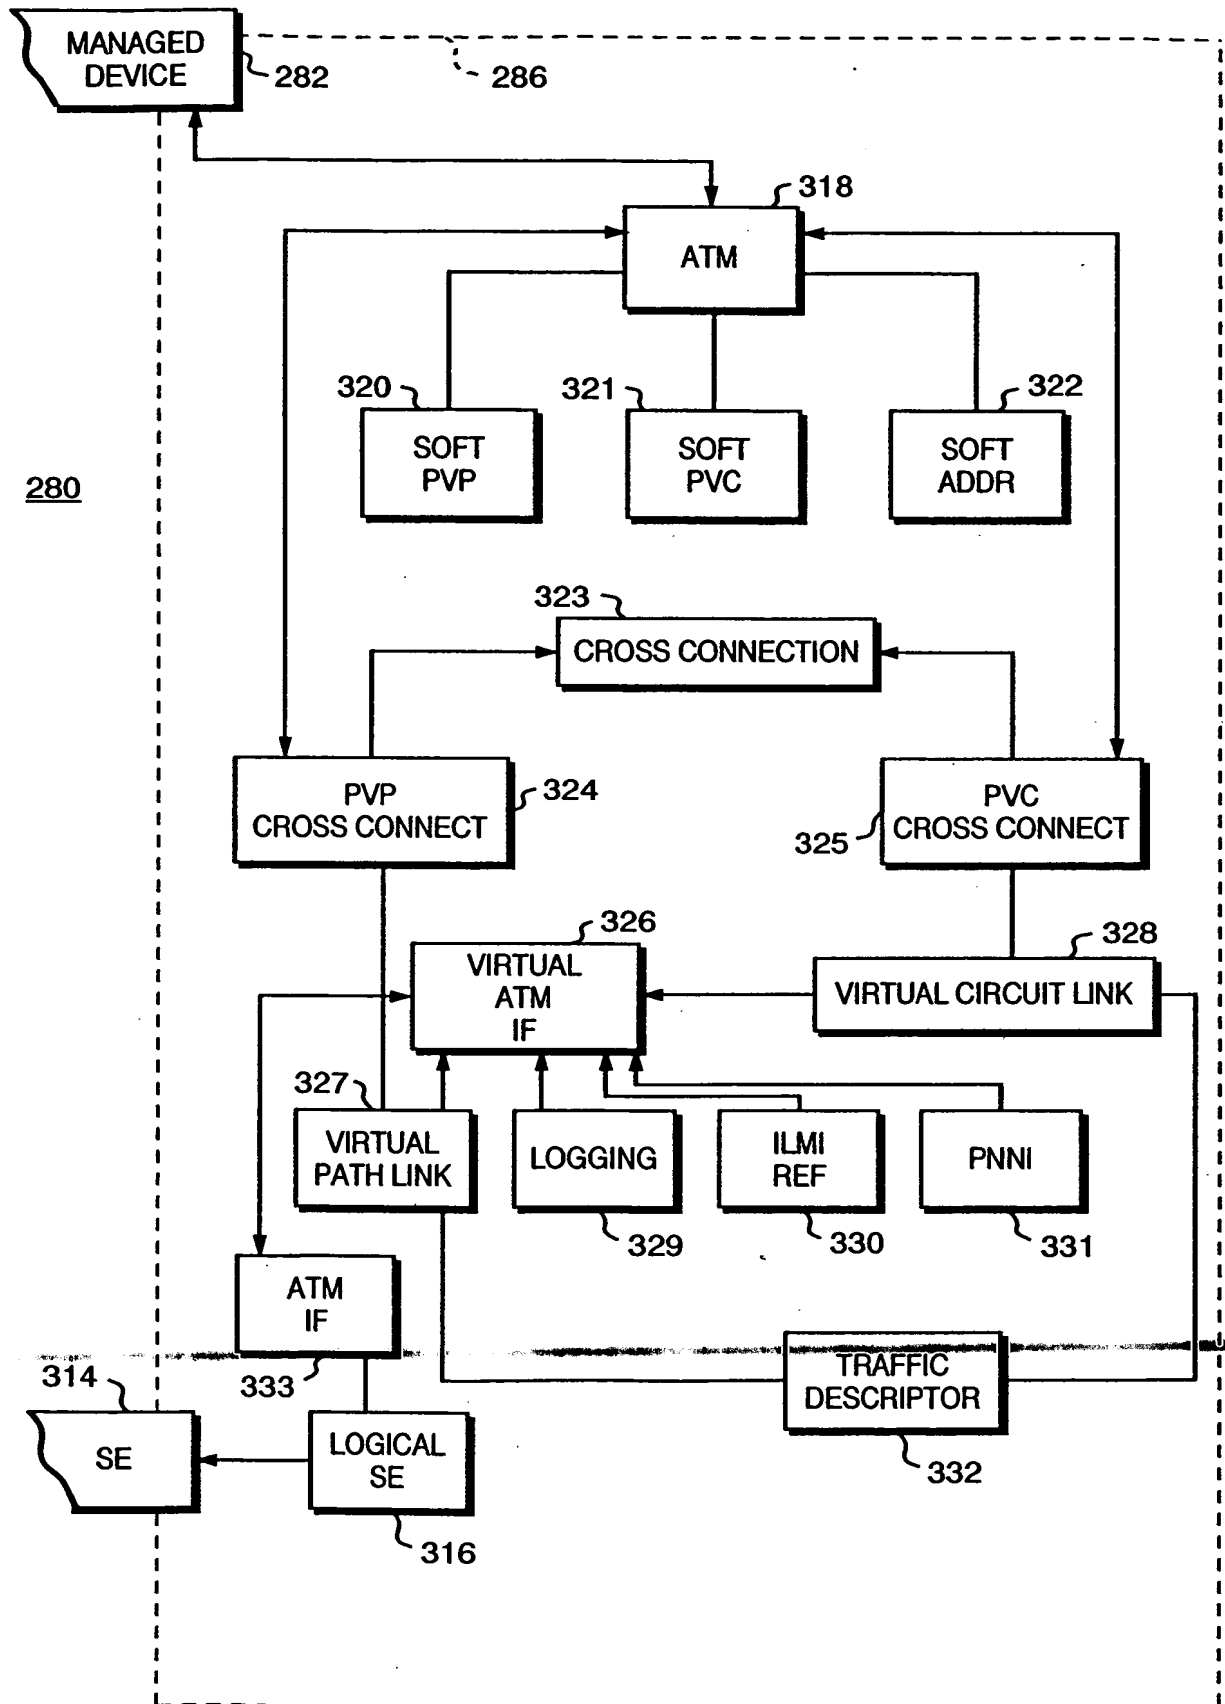 MANAGED
DEVICE
282
286
318
ATM
320
321
322
SOFT
PVP
SOFT
PVC
SOFT
ADDR
280
323
CROSS CONNECTION
PVP
CROSS CONNECT
324
PVC
CROSS CONNECT
325
326
VIRTUAL
ATM
IF
328
VIRTUAL CIRCUIT LINK
327
VIRTUAL
PATH LINK
LOGGING
ILMI
REF
PNNI
329
330
331
ATM
IF
333
314
SE
LOGICAL
SE
316
TRAFFIC
DESCRIPTOR
332